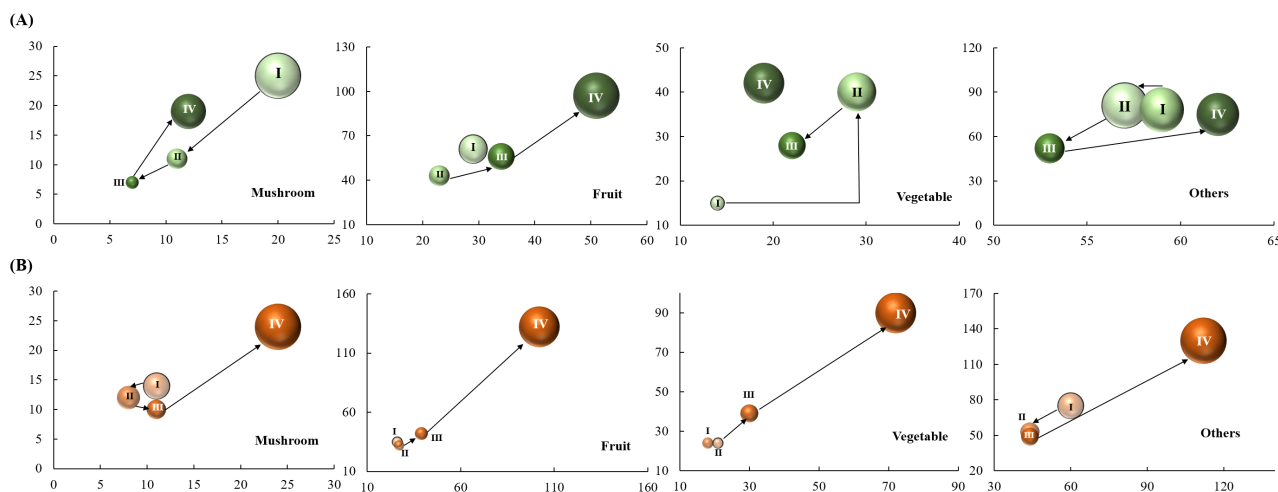 (A)
30
25
20
15
10
5
0
0 5 10 15 20 25
I
IV
II
III
Mushroom
130
100
70
40
10
10 20 30 40 50 60
IV
I
III
II
Fruit
50
40
30
20
10
10 20 30 40
IV
II
III
I
Vegetable
120
90
60
30
0
50 55 60 65
II
I
IV
III
Others
(B)
30
25
20
15
10
5
0
0 5 10 15 20 25 30
IV
I
II
III
Mushroom
160
110
60
10
10 60 110
IV
I
III
II
Fruit
90
70
50
30
10
10 30 50 70 90
IV
III
I
II
Vegetable
170
140
110
80
50
20
30 60 90 120
IV
I
II
III
Others